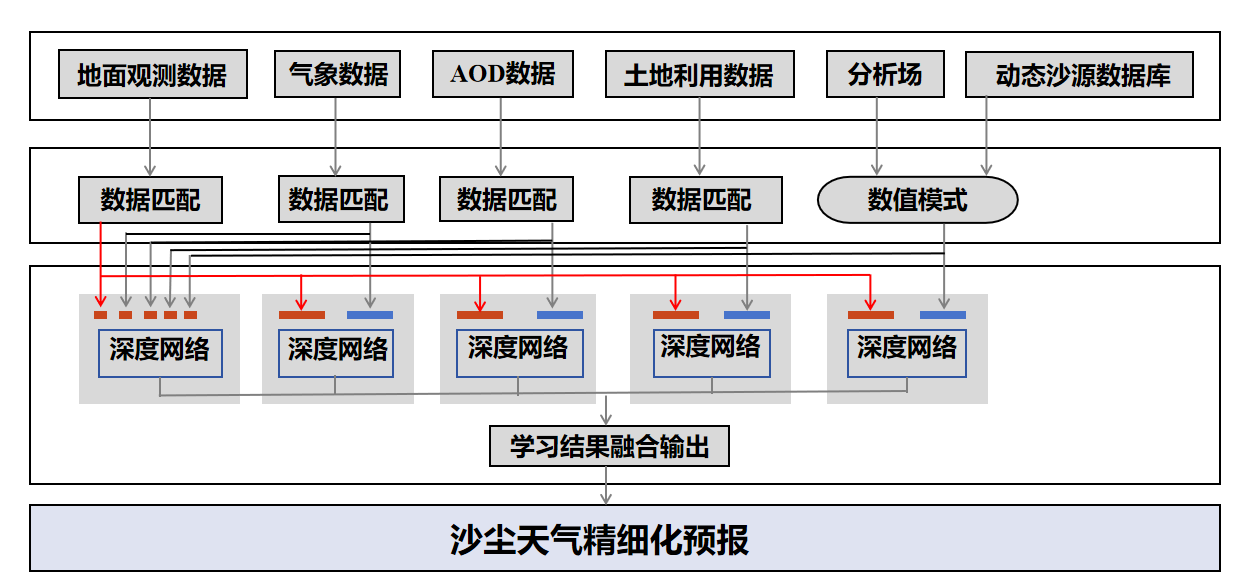 地面观测数据
气象数据
AOD数据
土地利用数据
分析场
动态沙源数据库
数据匹配
数据匹配
数据匹配
数据匹配
数值模式
深度网络
深度网络
深度网络
深度网络
深度网络
学习结果融合输出
沙尘天气精细化预报